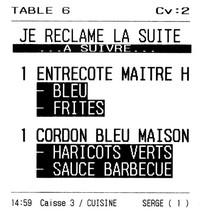 TABLE 6 Cv:2
JE RECLAME LA SUITE
...A SUIVRE...
1 ENTRECOTE MAITRE H
- BLEU
- FRITES
1 CORDON BLEU MAISON
- HARICOTS VERTS
- SAUCE BARBECUE
14:59 Caisse 3 / CUISINE SERGE ( 1 )